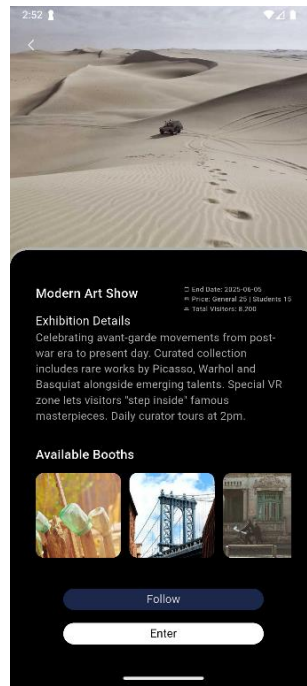 2:52
Modern Art Show
End Date: 2025-06-05
Price: General 25 | Students 15
Total Visitors: 8.200
Exhibition Details
Celebrating avant-garde movements from post-
war era to present day. Curated collection
includes rare works by Picasso, Warhol and
Basquiat alongside emerging talents. Special VR
zone lets visitors "step inside" famous
masterpieces. Daily curator tours at 2pm.
Available Booths
Follow
Enter